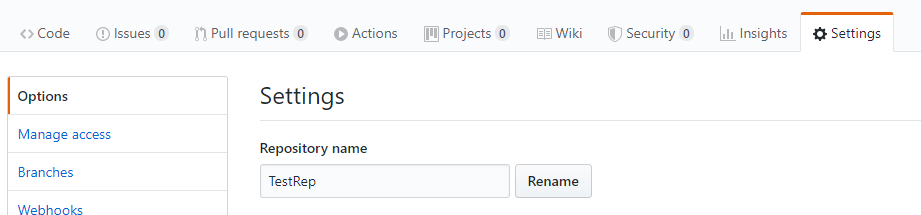 Code Issues 0 Pull requests 0 Actions Projects 0 Wiki Security 0 Insights Settings
Options
Manage access
Branches
Webhooks
Settings
Repository name
TestRep Rename